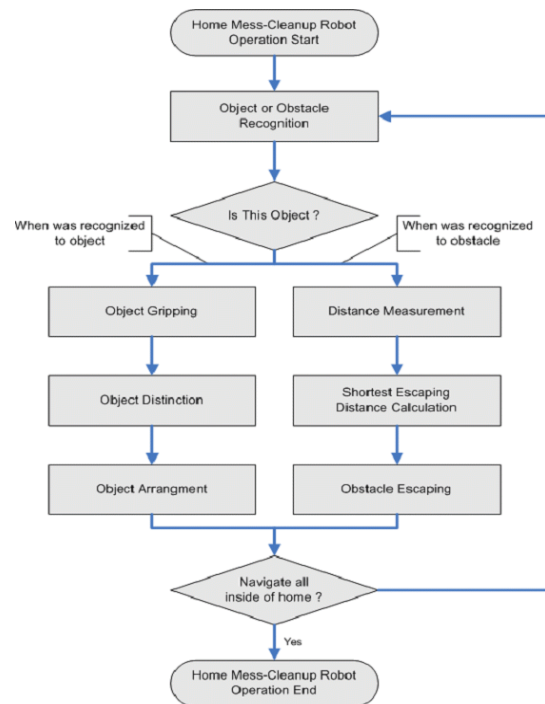 Home Mess-Cleanup Robot
Operation Start
Object or Obstacle
Recognition
Is This Object ?
When was recognized
to object
When was recognized
to obstacle
Object Gripping
Distance Measurement
Object Distinction
Shortest Escaping
Distance Calculation
Object Arrangment
Obstacle Escaping
Navigate all
inside of home ?
Yes
Home Mess-Cleanup Robot
Operation End